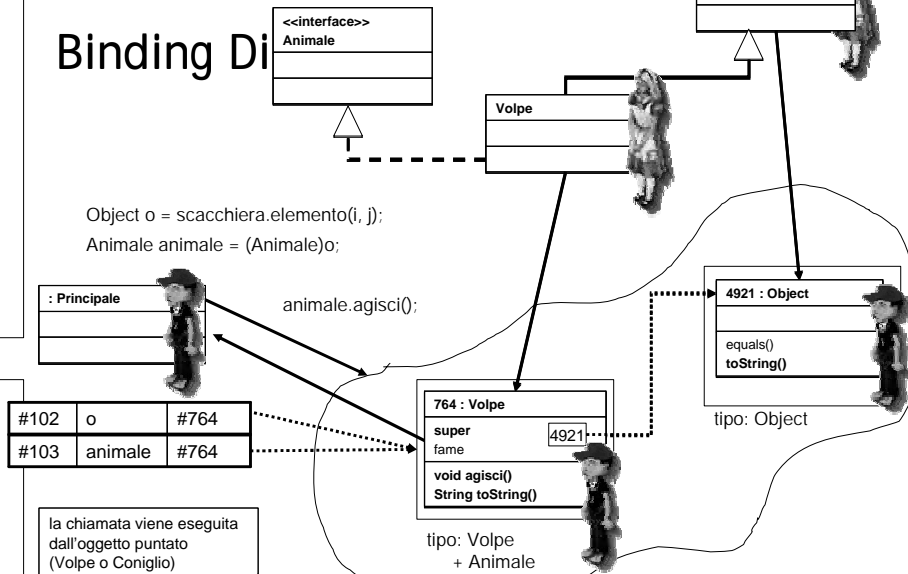 Binding Di
<<interface>>
Animale
Volpe
Object o = scacchiera.elemento(i, j);
Animale animale = (Animale)o;
: Principale
animale.agisci();
4921 : Object
equals()
toString()
tipo: Object
764 : Volpe
super
4921
fame
void agisci()
String toString()
tipo: Volpe
+ Animale
#102 o #764
#103 animale #764
la chiamata viene eseguita
dall'oggetto puntato
(Volpe o Coniglio)